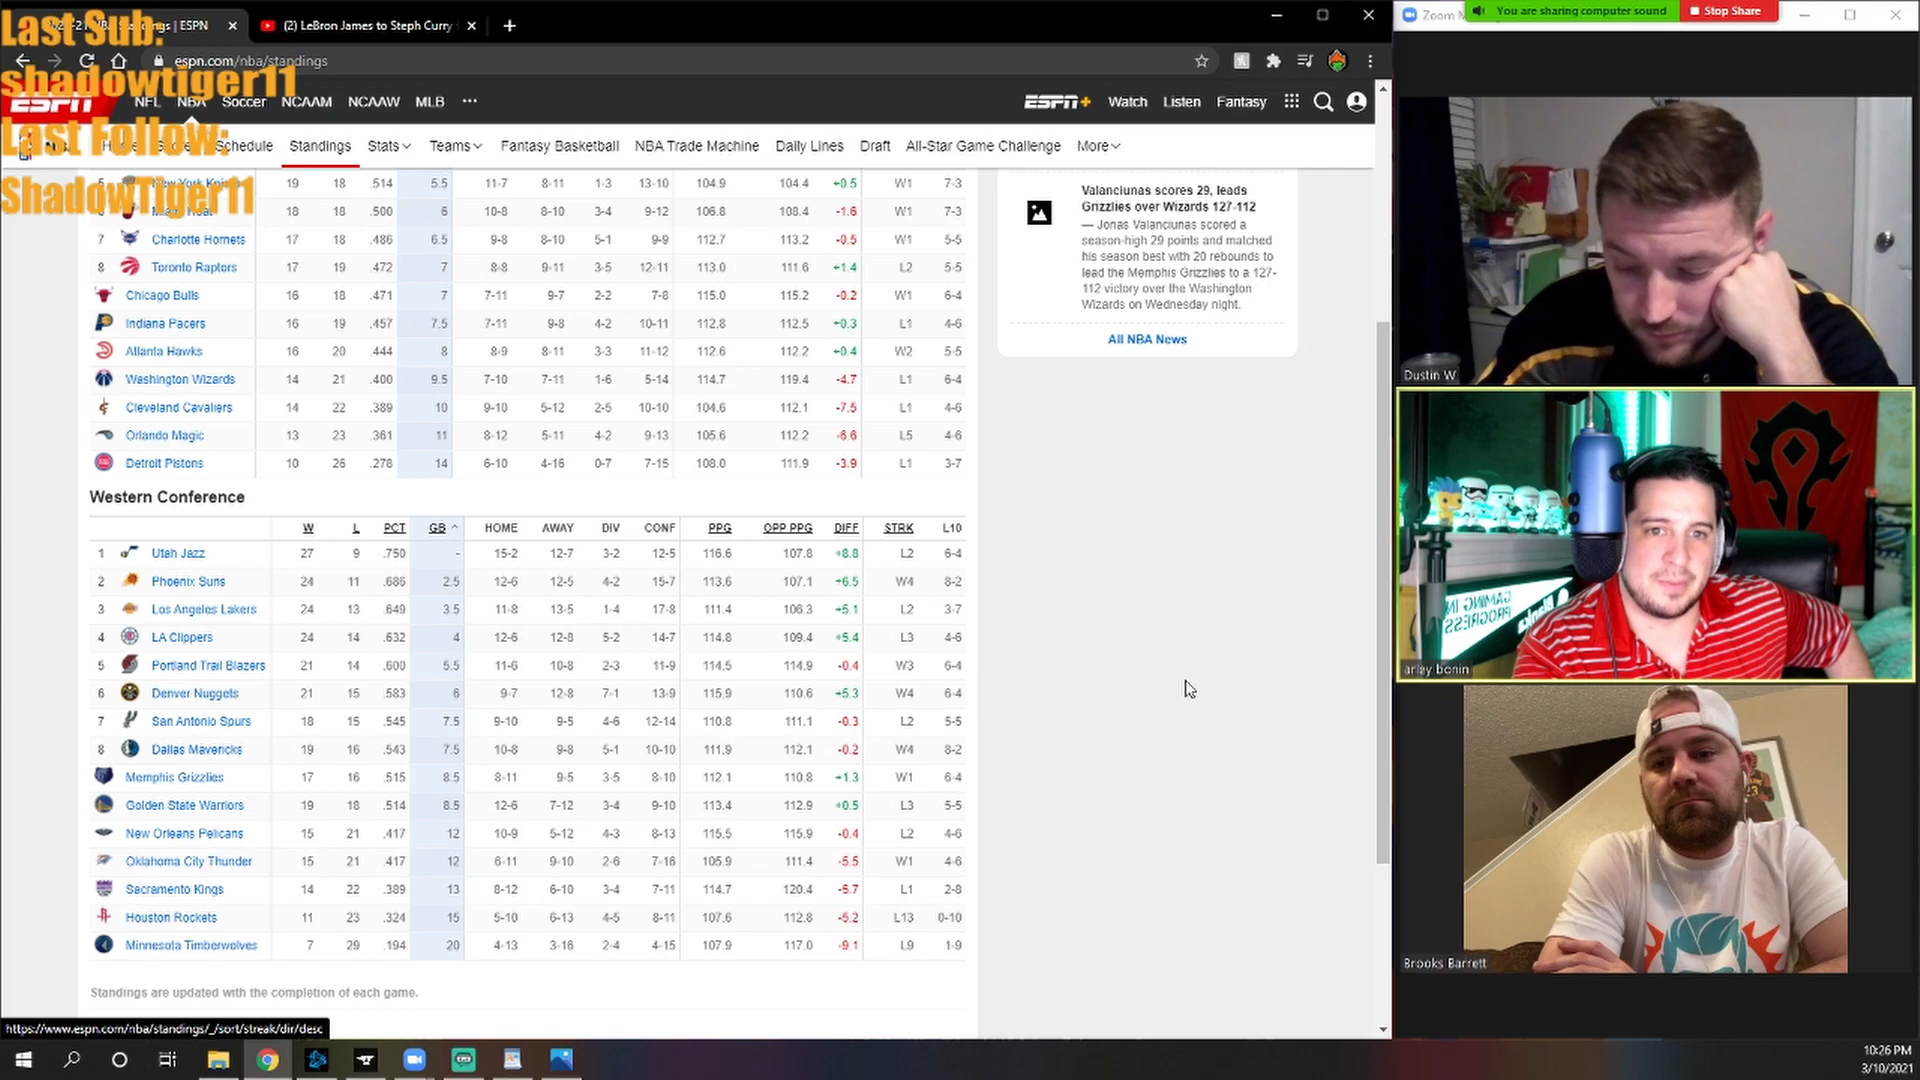 Last Sub:
shadowtiger11
Last Follow:
ShadowTiger11
| ESPN
(2) LeBron James to Steph Curry
espn.com/nba/standings
You are sharing computer sound
Stop Share
Zoom
ESPN
NFL NBA Soccer NCAAM NCAAW MLB ...
ESPN+ Watch Listen Fantasy
Schedule Standings Stats Teams Fantasy Basketball NBA Trade Machine Daily Lines Draft All-Star Game Challenge More
New York 19 18 .514 5.5 11-7 8-11 1-3 13-10 104.9 104.4 +0.5 W1 7-3
18 18 .500 6 10-8 8-10 3-4 9-12 106.8 108.4 -1.6 W1 7-3
7 Charlotte Hornets 17 18 .486 6.5 9-8 8-10 5-1 9-9 112.7 113.2 -0.5 W1 5-5
8 Toronto Raptors 17 19 .472 7 8-8 9-11 3-5 12-11 113.0 111.6 +1.4 L2 5-5
Chicago Bulls 16 18 .471 7 7-11 9-7 2-2 7-8 115.0 115.2 -0.2 W1 6-4
Indiana Pacers 16 19 .457 7.5 7-11 9-8 4-2 10-11 112.8 112.5 +0.3 L1 4-6
Atlanta Hawks 16 20 .444 8 8-9 8-11 3-3 11-12 112.6 112.2 +0.4 W2 5-5
Washington Wizards 14 21 .400 9.5 7-10 7-11 1-6 5-14 114.7 119.4 -4.7 L1 6-4
Cleveland Cavaliers 14 22 .389 10 9-10 5-12 2-5 10-10 104.6 112.1 -7.5 L1 4-6
Orlando Magic 13 23 .361 11 8-12 5-11 4-2 9-13 105.6 112.2 -6.6 L5 4-6
Detroit Pistons 10 26 .278 14 6-10 4-16 0-7 7-15 108.0 111.9 -3.9 L1 3-7
Western Conference
W L PCT GB HOME AWAY DIV CONF PPG OPP PPG DIFF STRK L10
1 Utah Jazz 27 9 .750 - 15-2 12-7 3-2 12-5 116.6 107.8 +8.8 L2 6-4
2 Phoenix Suns 24 11 .686 2.5 12-6 12-5 4-2 15-7 113.6 107.1 +6.5 W4 8-2
3 Los Angeles Lakers 24 13 .649 3.5 11-8 13-5 1-4 17-8 111.4 106.3 +5.1 L2 3-7
4 LA Clippers 24 14 .632 4 12-6 12-8 5-2 14-7 114.8 109.4 +5.4 L3 4-6
5 Portland Trail Blazers 21 14 .600 5.5 11-6 10-8 2-3 11-9 114.5 114.9 -0.4 W3 6-4
6 Denver Nuggets 21 15 .583 6 9-7 12-8 7-1 13-9 115.9 110.6 +5.3 W4 6-4
7 San Antonio Spurs 18 15 .545 7.5 9-10 9-5 4-6 12-14 110.8 111.1 -0.3 L2 5-5
8 Dallas Mavericks 19 16 .543 7.5 10-8 9-8 5-1 10-10 111.9 112.1 -0.2 W4 8-2
Memphis Grizzlies 17 16 .515 8.5 8-11 9-5 3-5 8-10 112.1 110.8 +1.3 W1 6-4
Golden State Warriors 19 18 .514 8.5 12-6 7-12 3-4 9-10 113.4 112.9 +0.5 L3 5-5
New Orleans Pelicans 15 21 .417 12 10-9 5-12 4-3 8-13 115.5 115.9 -0.4 L2 4-6
Oklahoma City Thunder 15 21 .417 12 6-11 9-10 2-6 7-16 105.9 111.4 -5.5 W1 4-6
Sacramento Kings 14 22 .389 13 8-12 6-10 3-4 7-11 114.7 120.4 -5.7 L1 2-8
Houston Rockets 11 23 .324 15 5-10 6-13 4-5 8-11 107.6 112.8 -5.2 L13 0-10
Minnesota Timberwolves 7 29 .194 20 4-13 3-16 2-4 4-15 107.9 117.0 -9.1 L9 1-9
Standings are updated with the completion of each game.
Valanciunas scores 29, leads
Grizzlies over Wizards 127-112
— Jonas Valanciunas scored a
season-high 29 points and matched
his season best with 20 rebounds to
lead the Memphis Grizzlies to a 127-
112 victory over the Washington
Wizards on Wednesday night.
All NBA News
Dustin W
GAMING IN
PROGRESS
arley bonin
23
Brooks Barrett
https://www.espn.com/nba/standings/_/sort/streak/dir/desc
10:26 PM
3/10/2021